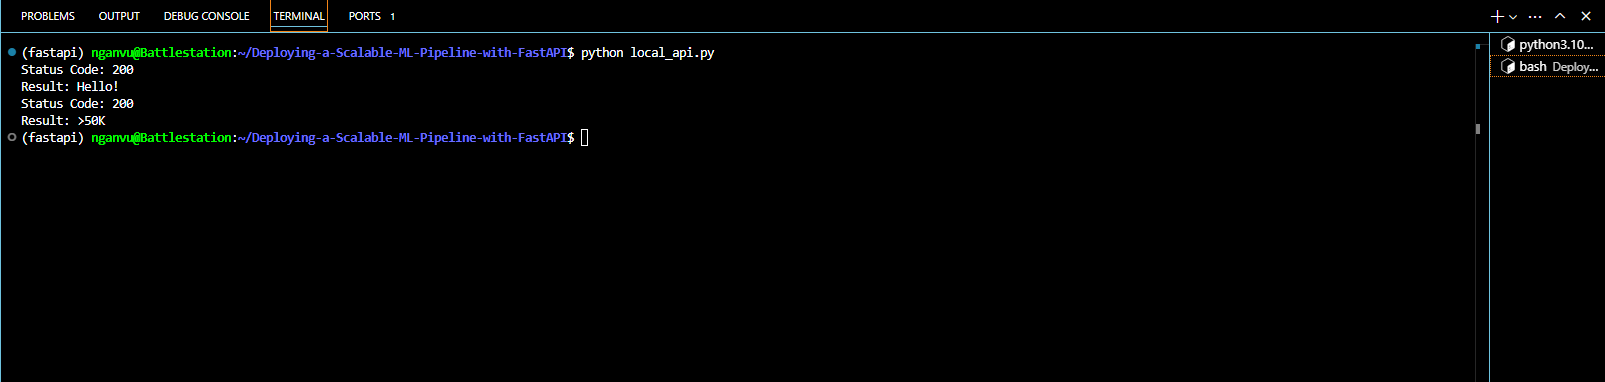 PROBLEMS OUTPUT DEBUG CONSOLE TERMINAL PORTS 1
(fastapi) nganvu@Battlestation:~/Deploying-a-Scalable-ML-Pipeline-with-FastAPI$ python local_api.py
Status Code: 200
Result: Hello!
Status Code: 200
Result: >50K
(fastapi) nganvu@Battlestation:~/Deploying-a-Scalable-ML-Pipeline-with-FastAPI$
python3.10...
bash Deploy...